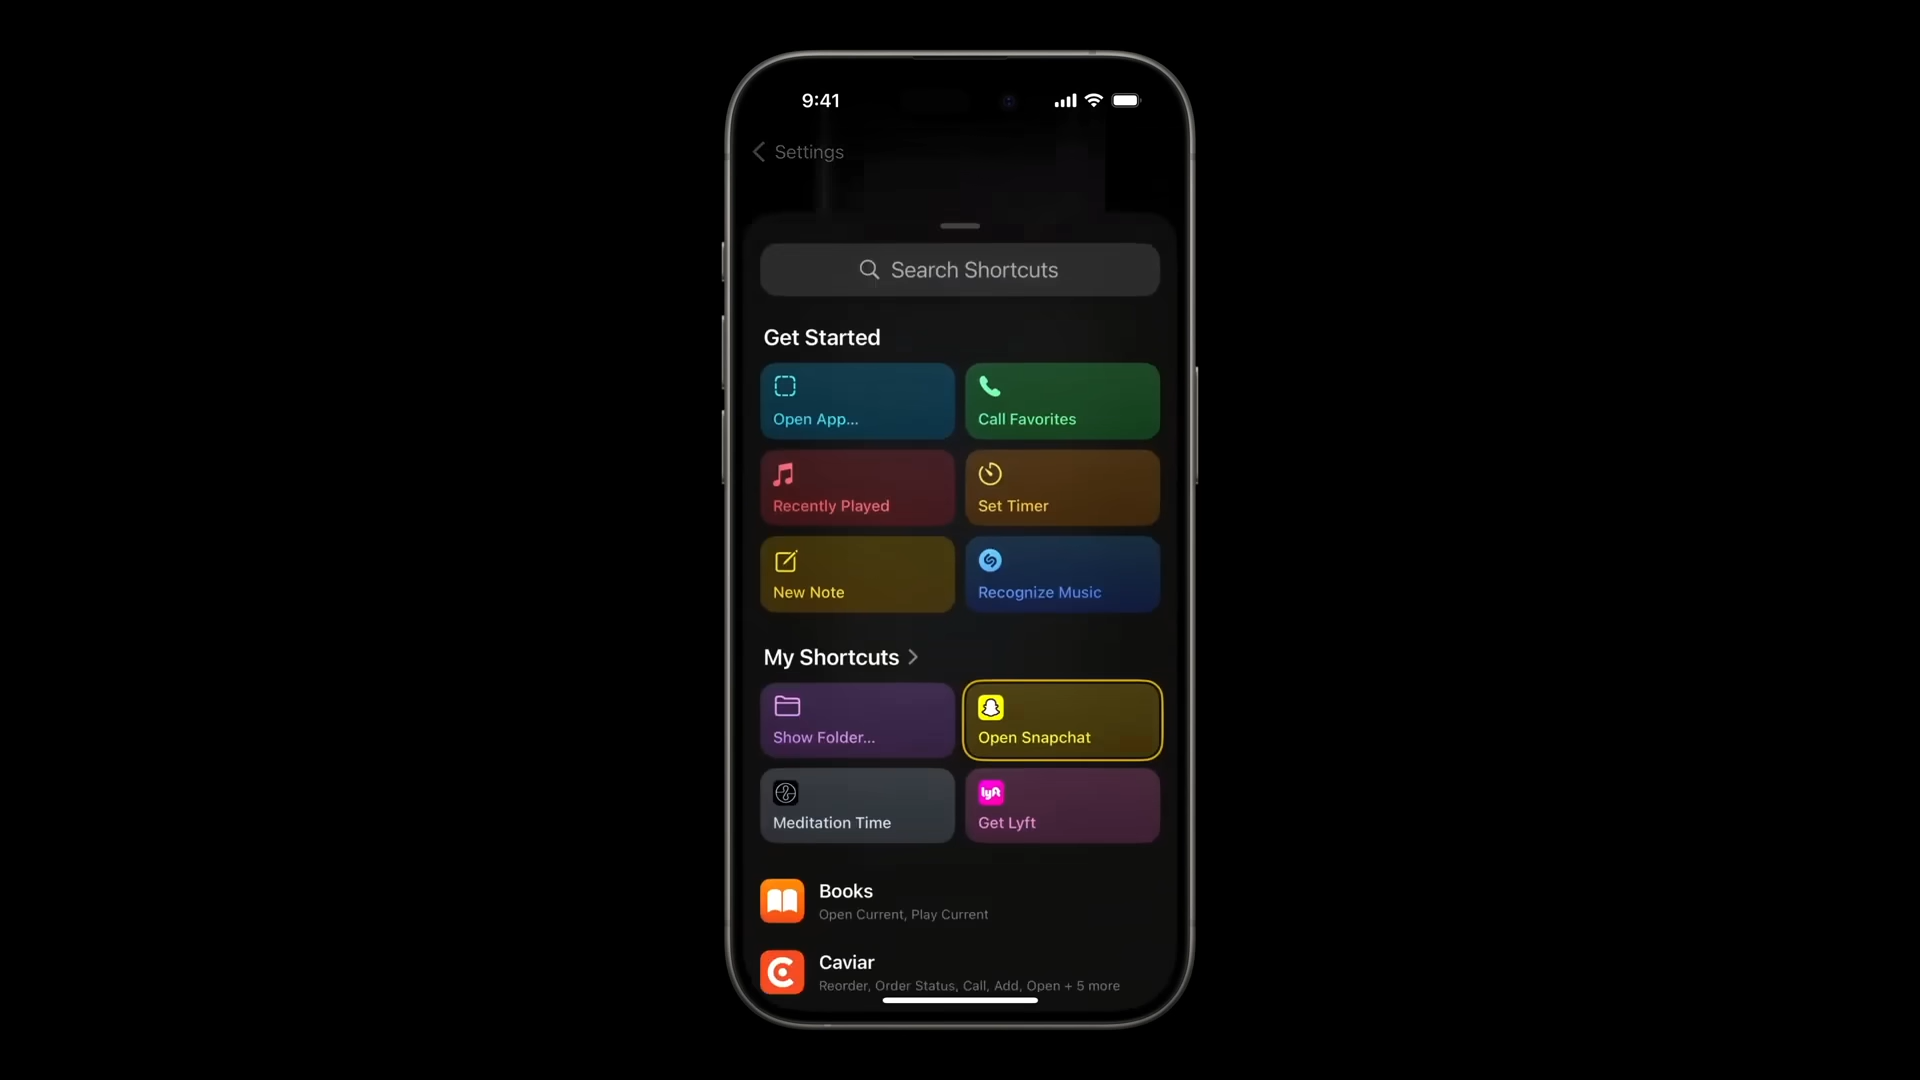 9:41
Settings
Search Shortcuts
Get Started
Open App...
Call Favorites
Recently Played
Set Timer
New Note
Recognize Music
My Shortcuts
Show Folder...
Open Snapchat
Meditation Time
lyft
Get Lyft
Books
Open Current, Play Current
Caviar
Reorder, Order Status, Call, Add, Open + 5 more